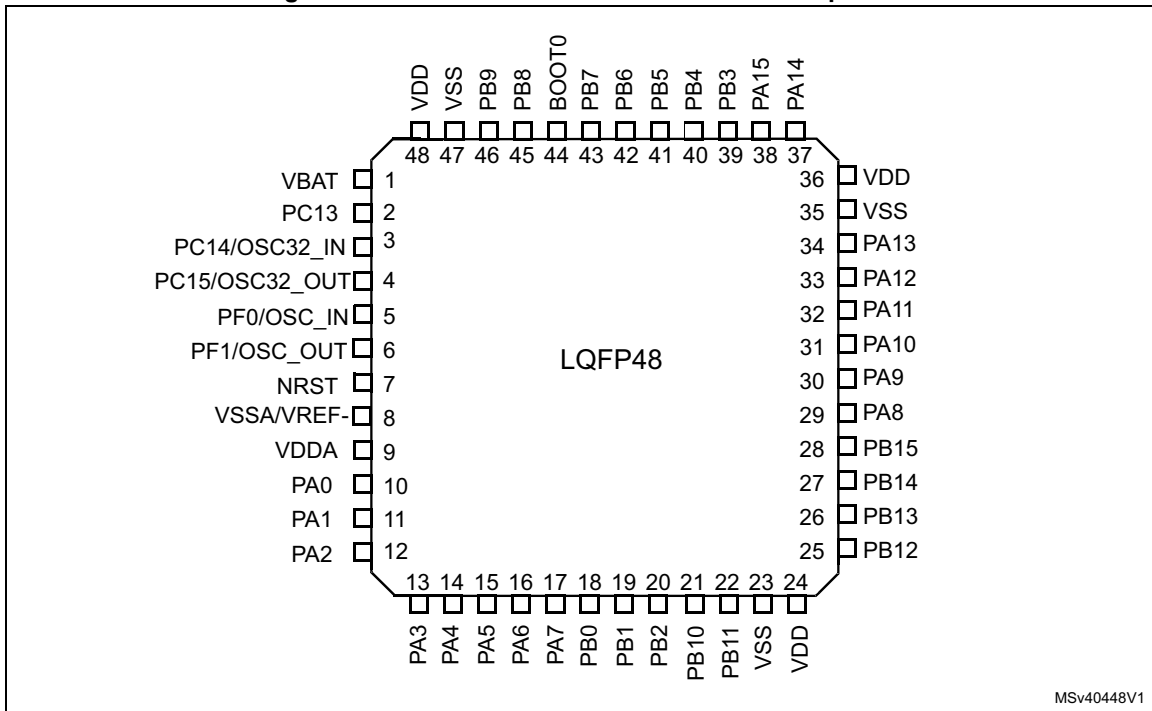 VDD VSS PB9 PB8 BOOT0 PB7 PB6 PB5 PB4 PB3 PA15 PA14
48 47 46 45 44 43 42 41 40 39 38 37
VBAT 1 36 VDD
PC13 2 35 VSS
PC14/OSC32_IN 3 34 PA13
PC15/OSC32_OUT 4 33 PA12
PF0/OSC_IN 5 32 PA11
PF1/OSC_OUT 6 31 PA10
LQFP48
NRST 7 30 PA9
VSSA/VREF- 8 29 PA8
VDDA 9 28 PB15
PA0 10 27 PB14
PA1 11 26 PB13
PA2 12 25 PB12
13 14 15 16 17 18 19 20 21 22 23 24
PA3 PA4 PA5 PA6 PA7 PB0 PB1 PB2 PB10 PB11 VSS VDD
MSv40448V1